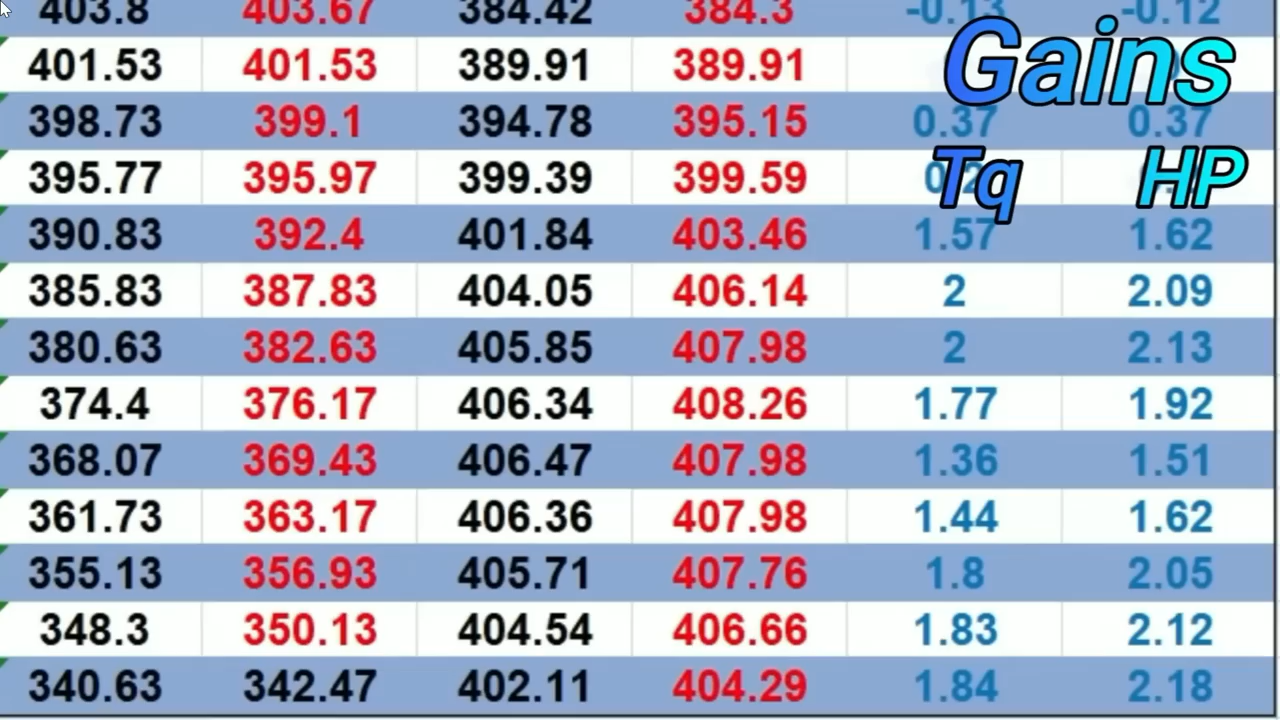 403.8 403.67 384.42 384.3 -0.13 -0.12
Gains
401.53 401.53 389.91 389.91
398.73 399.1 394.78 395.15 0.37 0.37
Tq HP
395.77 395.97 399.39 399.59
390.83 392.4 401.84 403.46 1.57 1.62
385.83 387.83 404.05 406.14 2 2.09
380.63 382.63 405.85 407.98 2 2.13
374.4 376.17 406.34 408.26 1.77 1.92
368.07 369.43 406.47 407.98 1.36 1.51
361.73 363.17 406.36 407.98 1.44 1.62
355.13 356.93 405.71 407.76 1.8 2.05
348.3 350.13 404.54 406.66 1.83 2.12
340.63 342.47 402.11 404.29 1.84 2.18